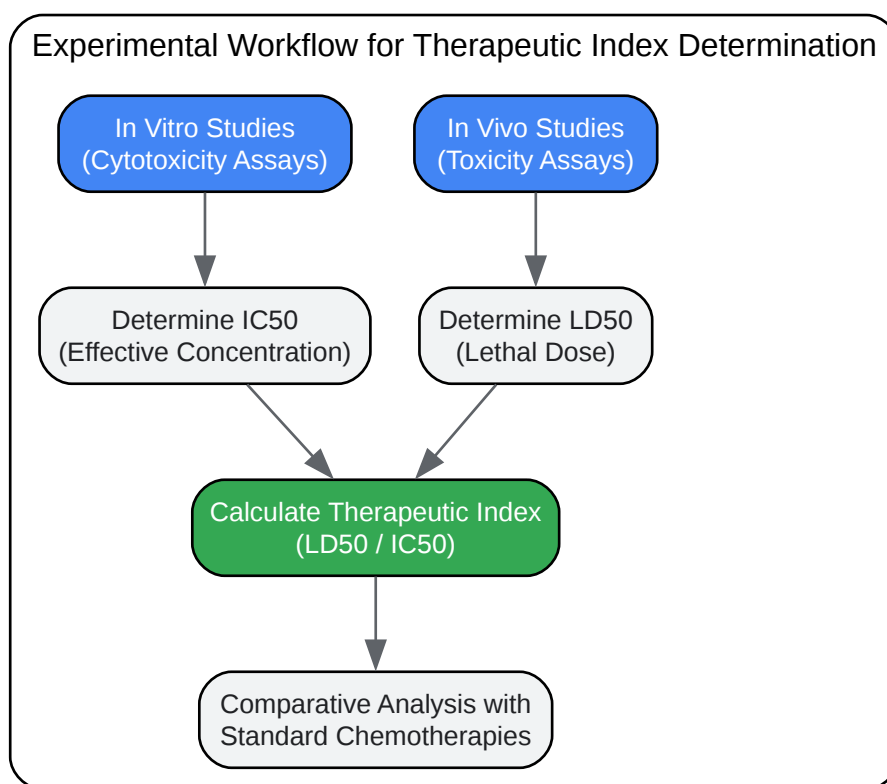 Experimental Workflow for Therapeutic Index Determination
In Vitro Studies
(Cytotoxicity Assays)
In Vivo Studies
(Toxicity Assays)
Determine IC50
(Effective Concentration)
Determine LD50
(Lethal Dose)
Calculate Therapeutic Index
(LD50 / IC50)
Comparative Analysis with
Standard Chemotherapies